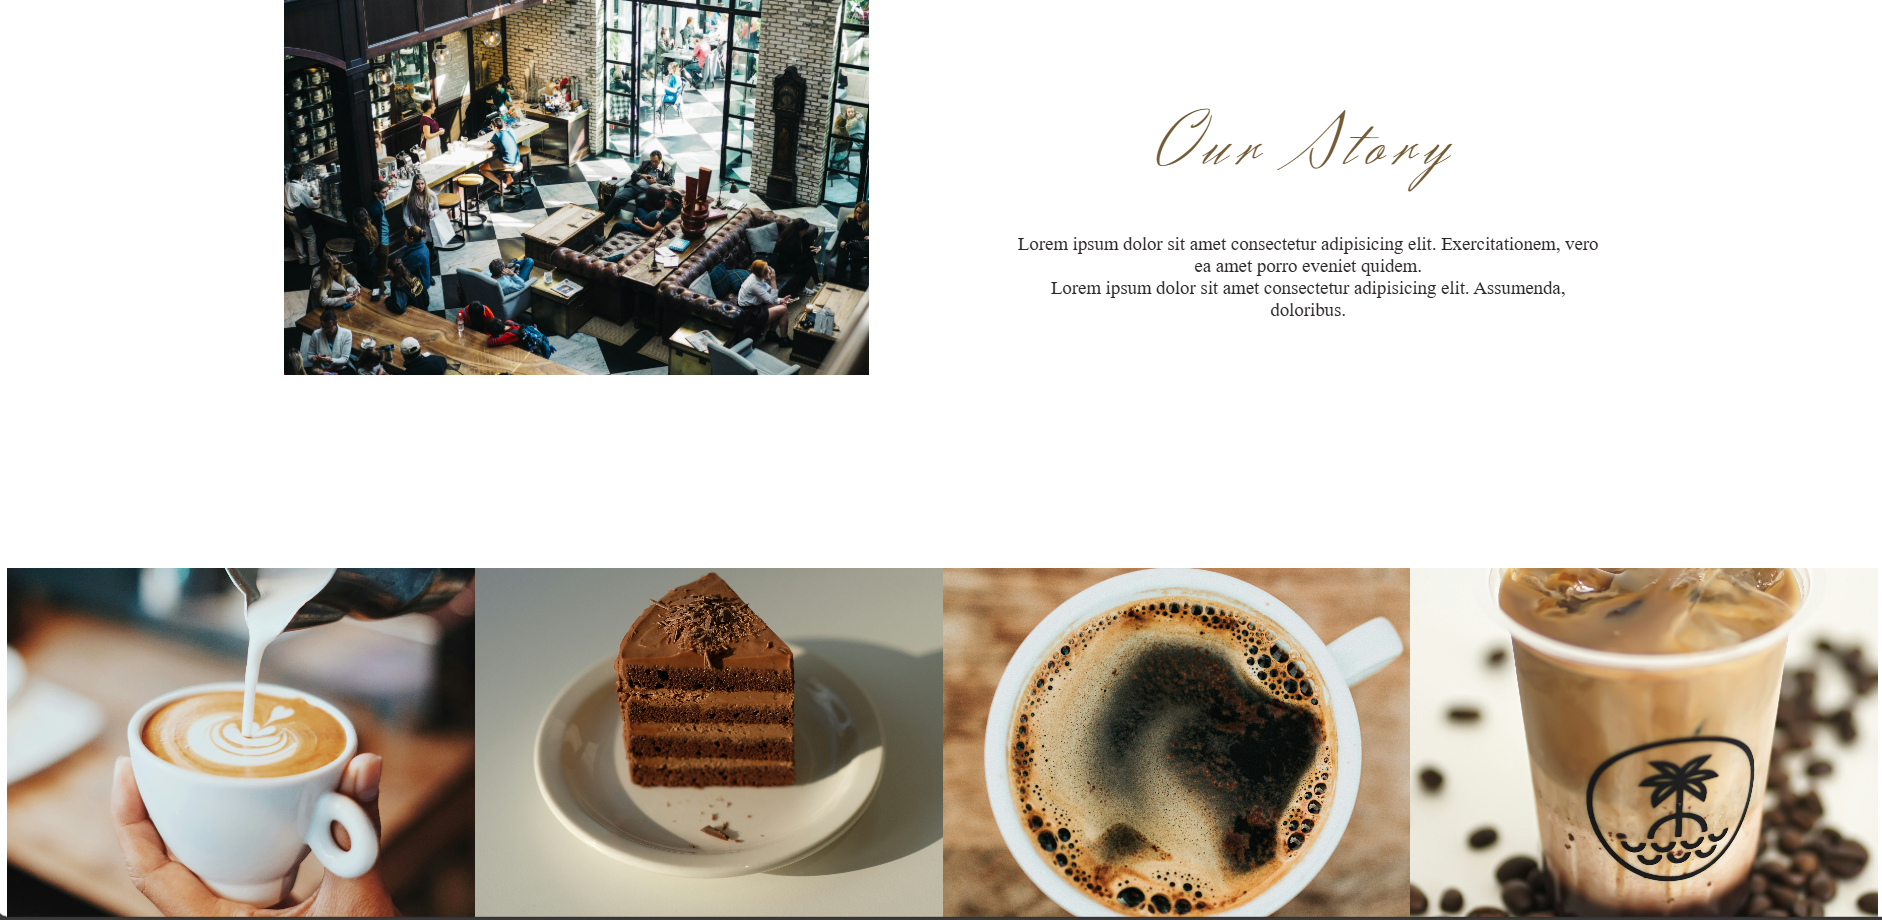 Our Story
Lorem ipsum dolor sit amet consectetur adipisicing elit. Exercitationem, vero
ea amet porro eveniet quidem.
Lorem ipsum dolor sit amet consectetur adipisicing elit. Assumenda,
doloribus.